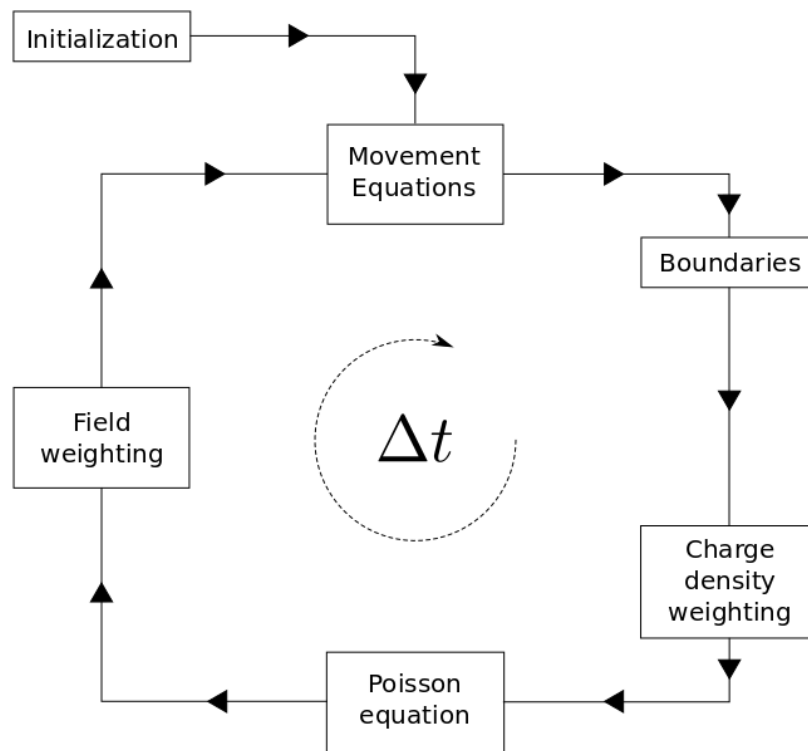 Initialization
Movement
Equations
Boundaries
Δt
Field
weighting
Charge
density
weighting
Poisson
equation